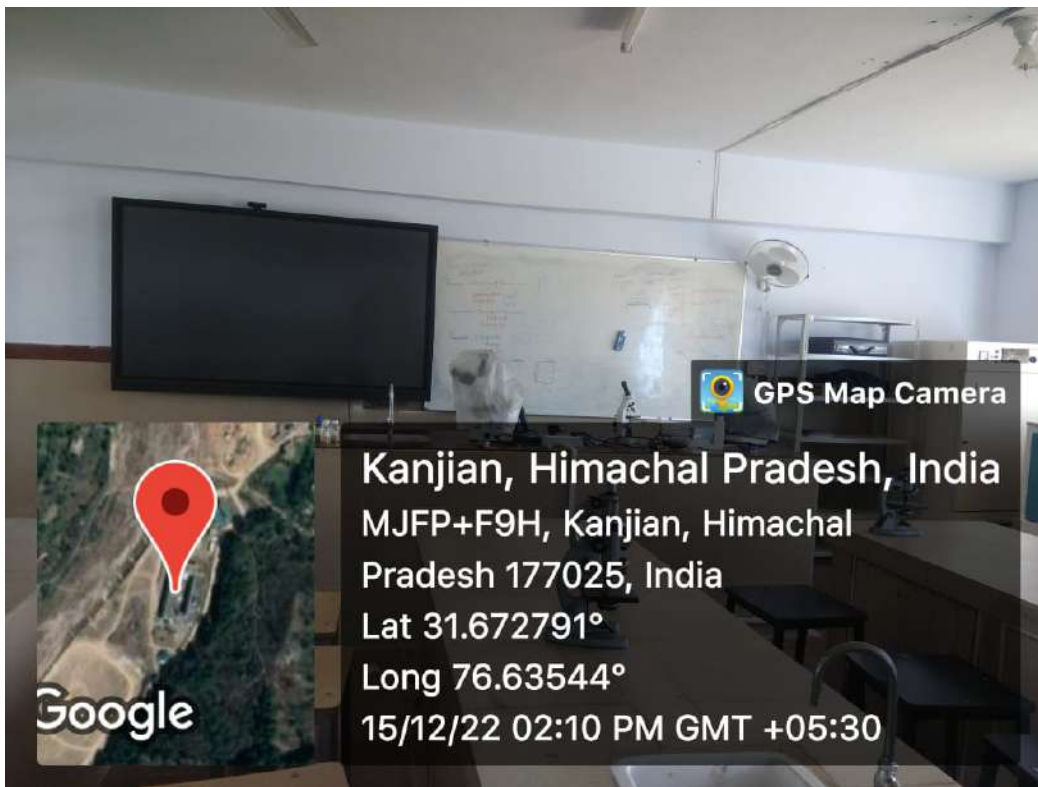 GPS Map Camera
Kanjian, Himachal Pradesh, India
MJFP+F9H, Kanjian, Himachal
Pradesh 177025, India
Lat 31.672791°
Long 76.63544°
15/12/22 02:10 PM GMT +05:30
Google